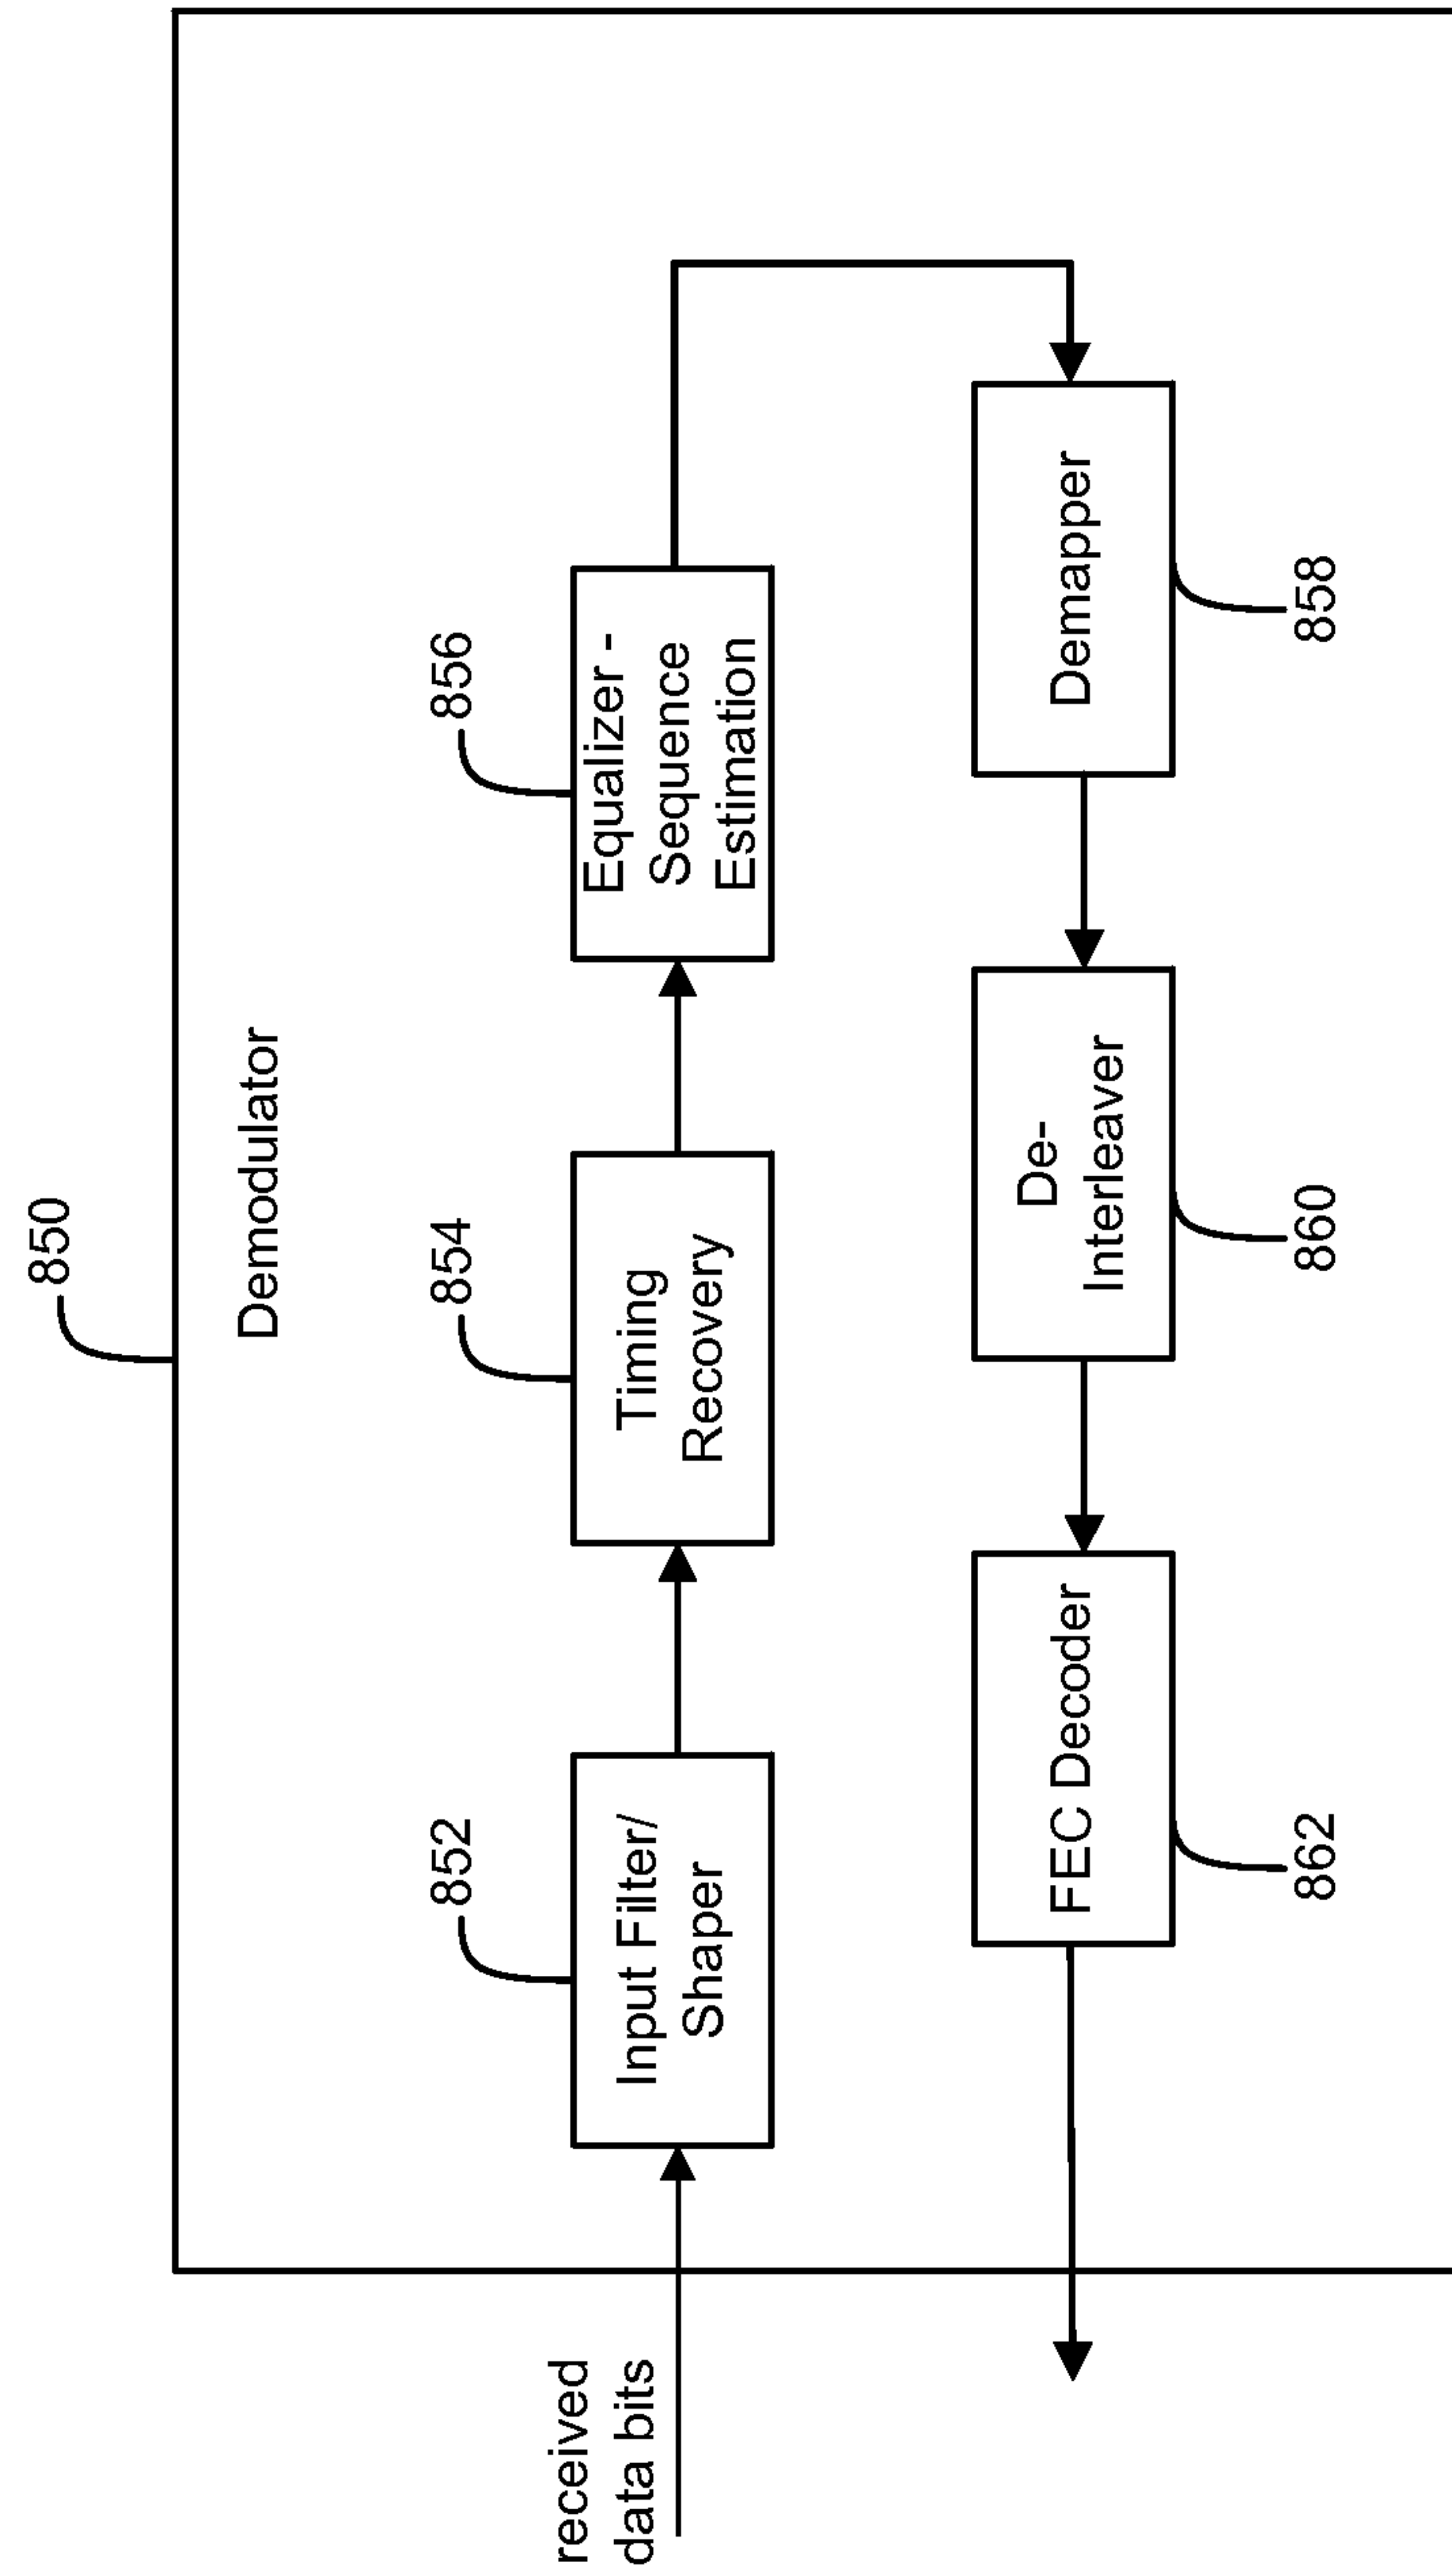 850
Demodulator
852
854
856
received
data bits
Input Filter/
Shaper
Timing
Recovery
Equalizer -
Sequence
Estimation
FEC Decoder
De-
Interleaver
Demapper
862
860
858